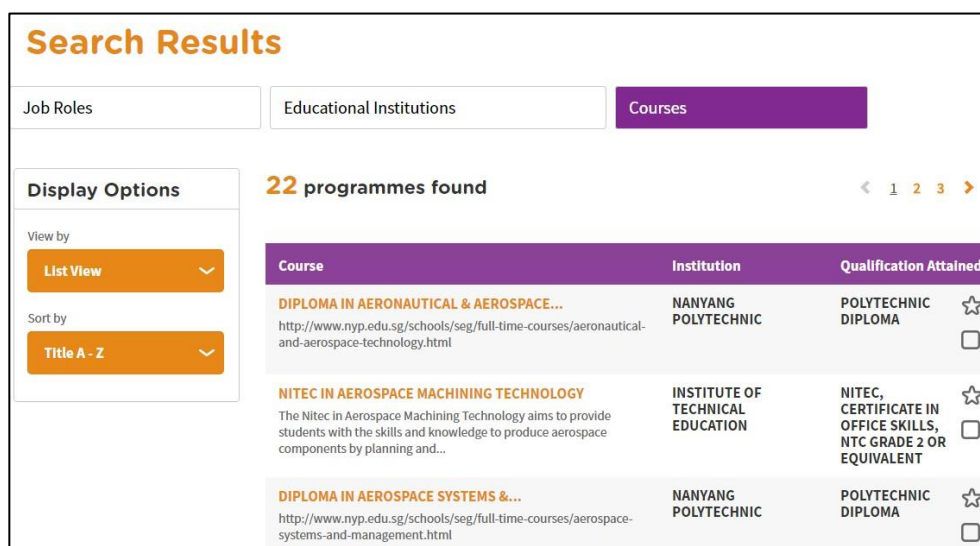 Search Results
Job Roles
Educational Institutions
Courses
Display Options
22 programmes found
1 2 3
View by
List View
Sort by
Title A - Z
Course
Institution
Qualification Attained
DIPLOMA IN AERONAUTICAL & AEROSPACE...
http://www.nyp.edu.sg/schools/seg/full-time-courses/aeronautical-
and-aerospace-technology.html
NANYANG
POLYTECHNIC
POLYTECHNIC
DIPLOMA
NITEC IN AEROSPACE MACHINING TECHNOLOGY
The Nitec in Aerospace Machining Technology aims to provide
students with the skills and knowledge to produce aerospace
components by planning and...
INSTITUTE OF
TECHNICAL
EDUCATION
NITEC,
CERTIFICATE IN
OFFICE SKILLS,
NTC GRADE 2 OR
EQUIVALENT
DIPLOMA IN AEROSPACE SYSTEMS &...
http://www.nyp.edu.sg/schools/seg/full-time-courses/aerospace-
systems-and-management.html
NANYANG
POLYTECHNIC
POLYTECHNIC
DIPLOMA